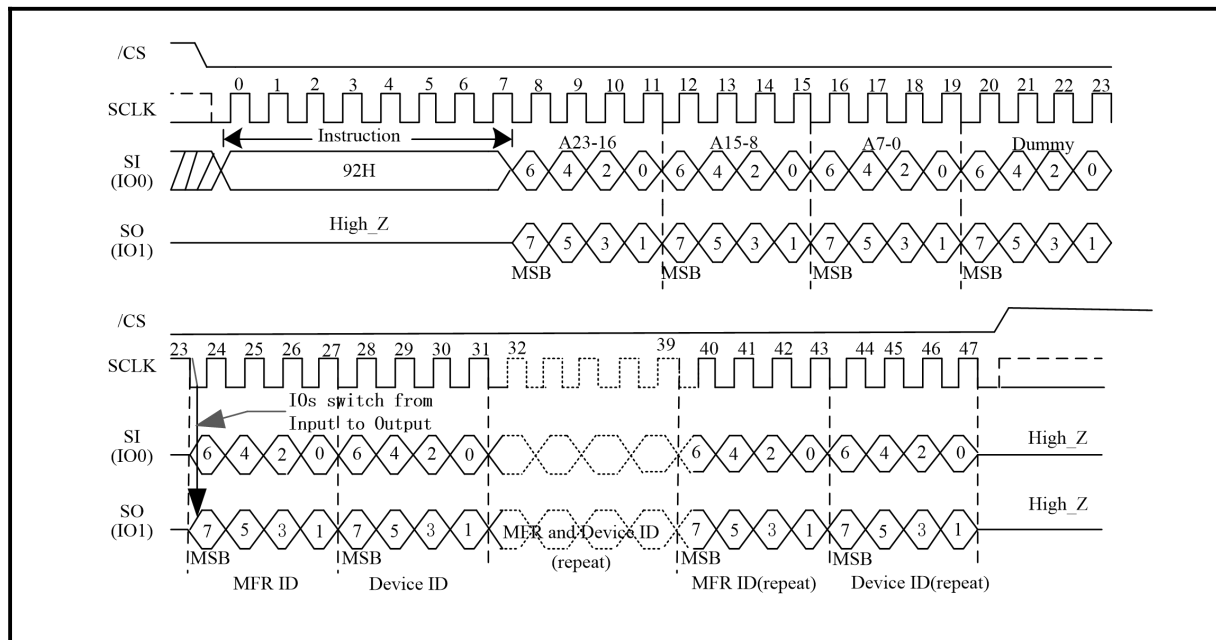 /CS
0 1 2 3 4 5 6 7 8 9 10 11 12 13 14 15 16 17 18 19 20 21 22 23
SCLK
Instruction A23-16 A15-8 A7-0 Dummy
SI
(IO0)
92H 6 4 2 0 6 4 2 0 6 4 2 0 6 4 2 0
High_Z
SO
(IO1)
7 5 3 1 7 5 3 1 7 5 3 1 7 5 3 1
MSB MSB MSB MSB
/CS
23 24 25 26 27 28 29 30 31 32 39 40 41 42 43 44 45 46 47
SCLK
IOs switch from
Input to Output
SI
(IO0)
6 4 2 0 6 4 2 0 6 4 2 0 6 4 2 0 High_Z
SO
(IO1)
7 5 3 1 7 5 3 1 MFR and Device ID 7 5 3 1 7 5 3 1 High_Z
MSB MSB (repeat) MSB MSB
MFR ID Device ID MFR ID(repeat) Device ID(repeat)